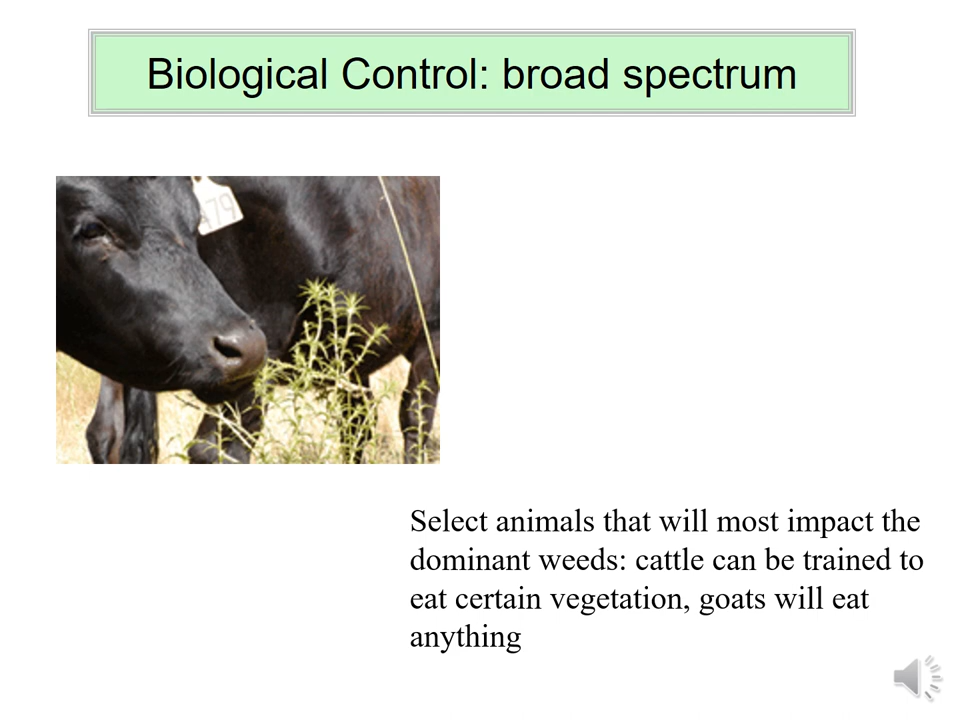 Biological Control: broad spectrum
479
Select animals that will most impact the
dominant weeds: cattle can be trained to
eat certain vegetation, goats will eat
anything